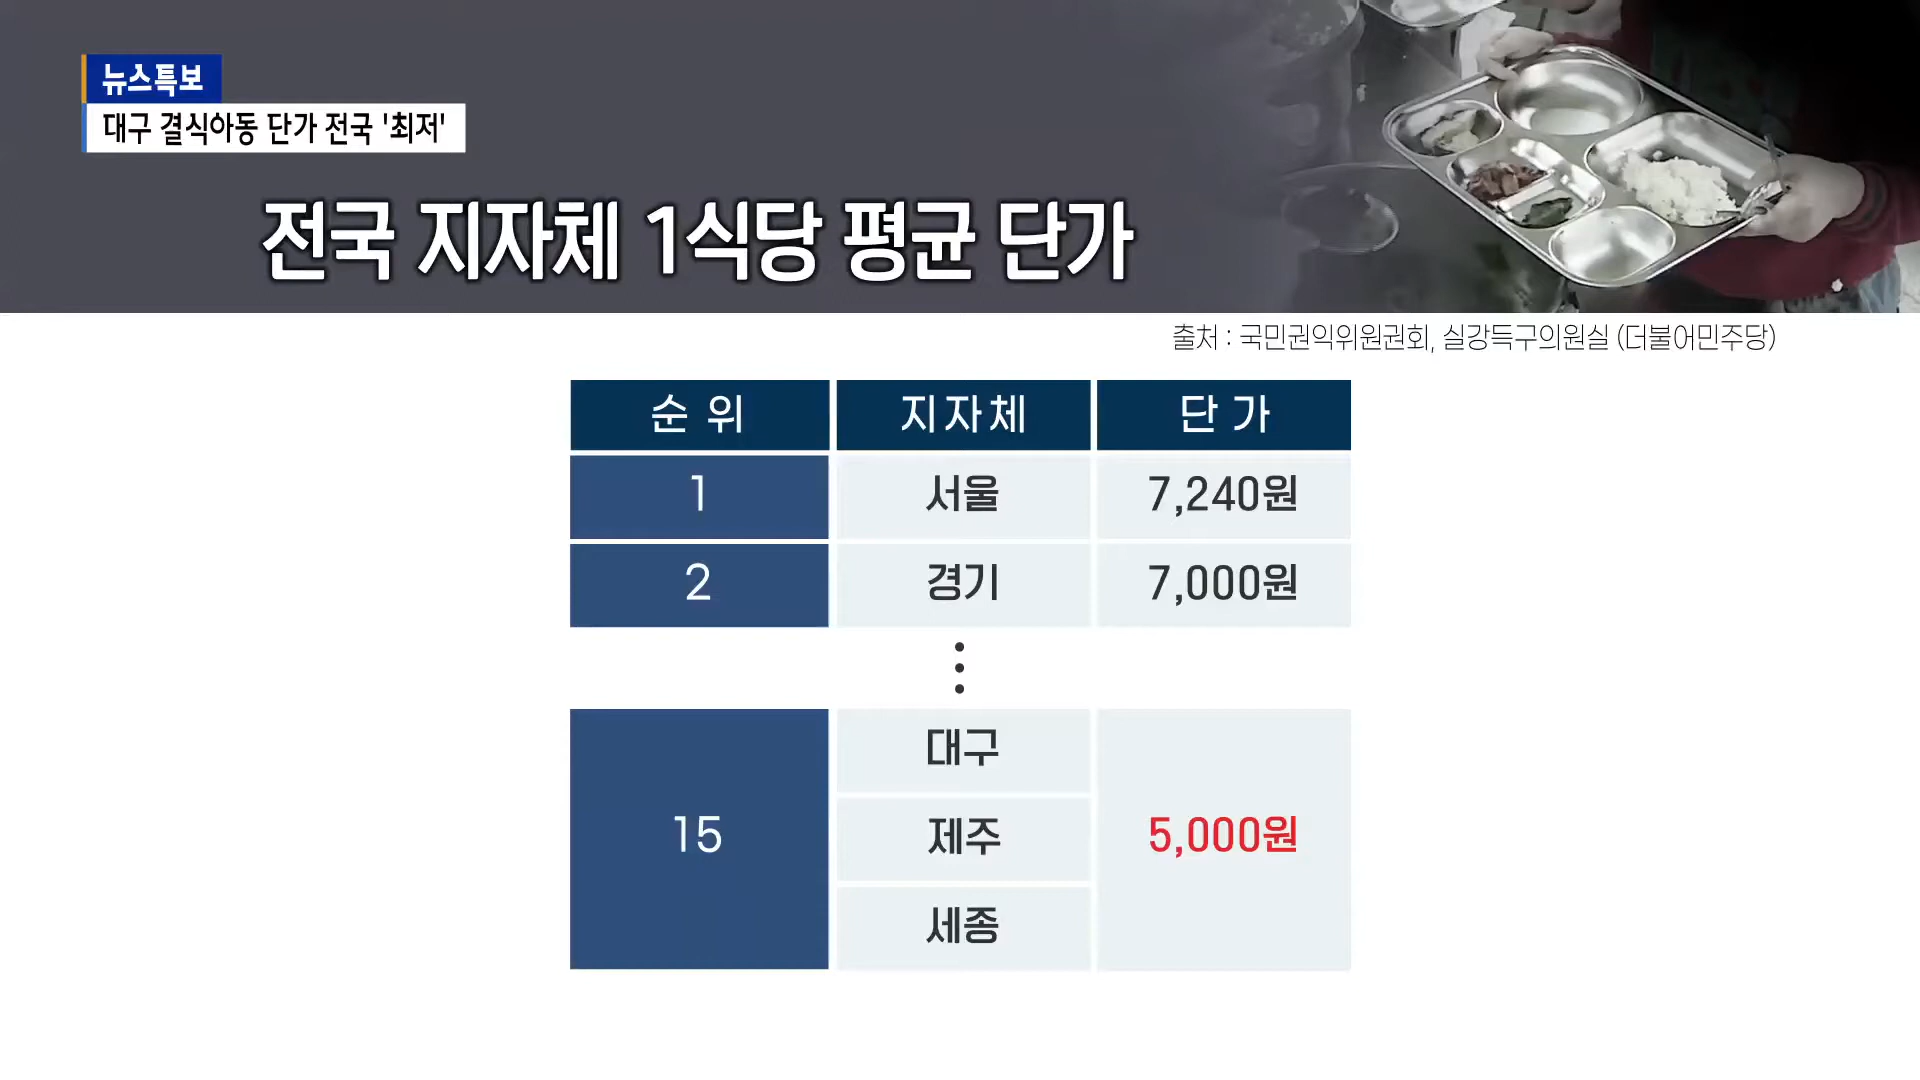 뉴스특보
대구 결식아동 단가 전국 '최저'
전국 지자체 1식당 평균 단가
출처 : 국민권익위원권회, 실강득구의원실 (더불어민주당)
순 위 지자체 단 가
1 서울 7,240원
2 경기 7,000원
대구
15 제주 5,000원
세종